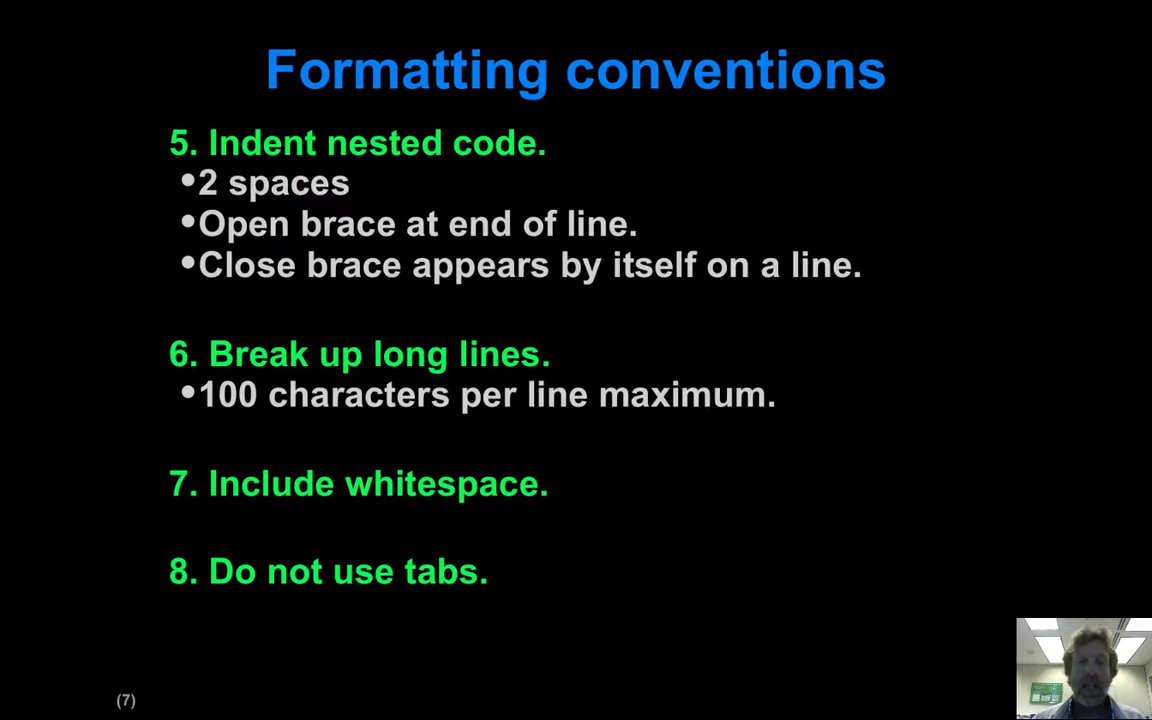 Formatting conventions
5. Indent nested code.
•2 spaces
•Open brace at end of line.
•Close brace appears by itself on a line.
6. Break up long lines.
•100 characters per line maximum.
7. Include whitespace.
8. Do not use tabs.
(7)